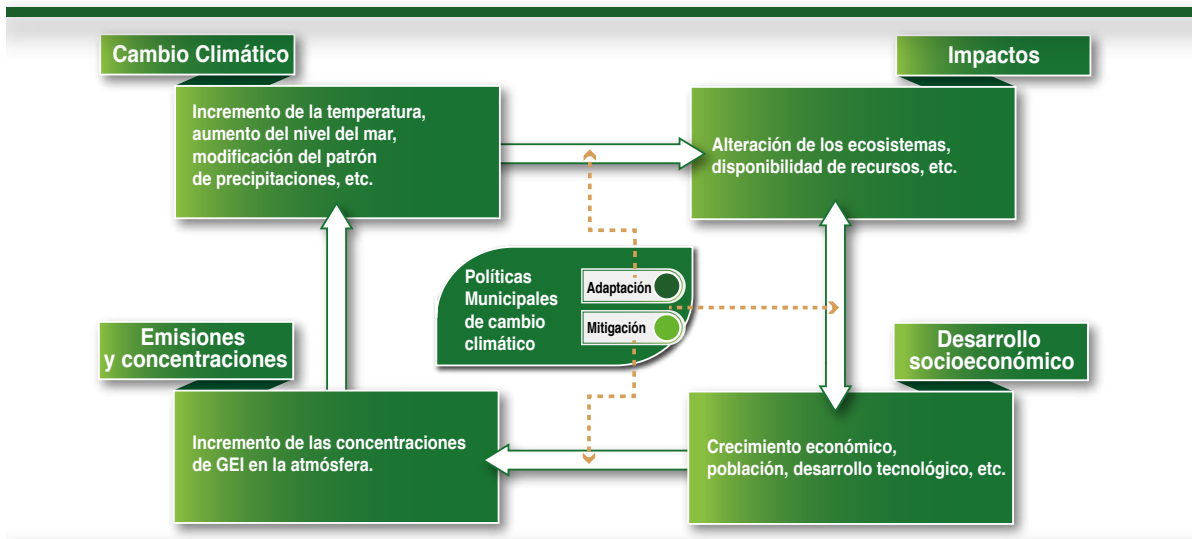 Cambio Climático
Incremento de la temperatura,
aumento del nivel del mar,
modificación del patrón
de precipitaciones, etc.
Impactos
Alteración de los ecosistemas,
disponibilidad de recursos, etc.
Políticas
Municipales
de cambio
climático
Adaptación
Mitigación
Emisiones
y concentraciones
Incremento de las concentraciones
de GEI en la atmósfera.
Desarrollo
socioeconómico
Crecimiento económico,
población, desarrollo tecnológico, etc.